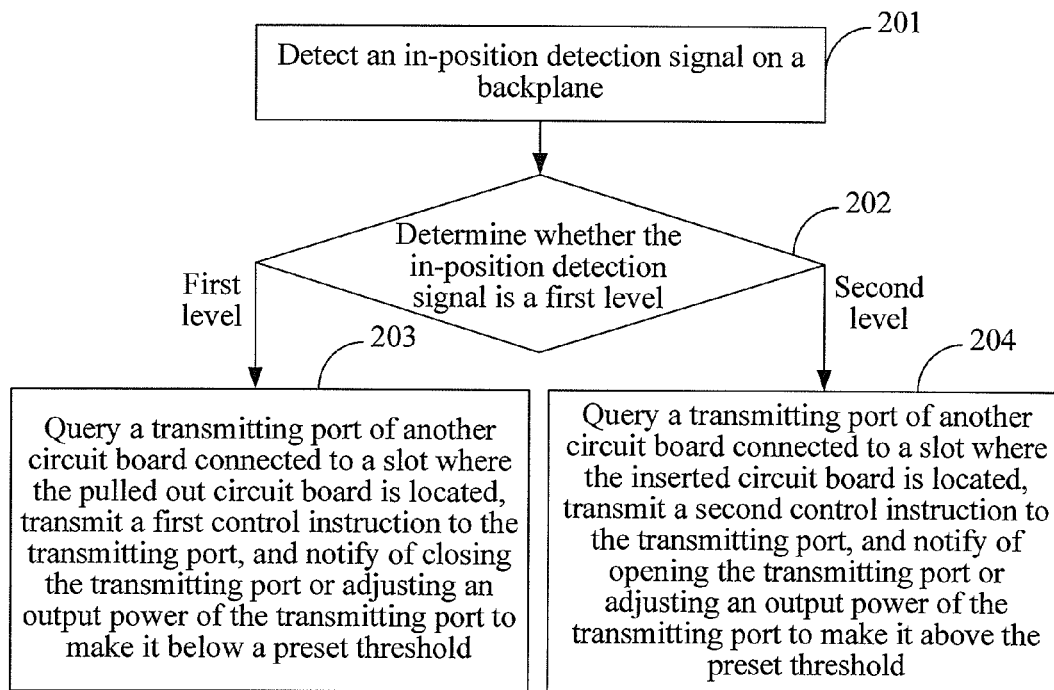 201
Detect an in-position detection signal on a
backplane
202
Determine whether the
in-position detection
signal is a first level
First
level
Second
level
203
Query a transmitting port of another
circuit board connected to a slot where
the pulled out circuit board is located,
transmit a first control instruction to the
transmitting port, and notify of closing
the transmitting port or adjusting an
output power of the transmitting port to
make it below a preset threshold
204
Query a transmitting port of another
circuit board connected to a slot where
the inserted circuit board is located,
transmit a second control instruction to
the transmitting port, and notify of
opening the transmitting port or
adjusting an output power of the
transmitting port to make it above the
preset threshold